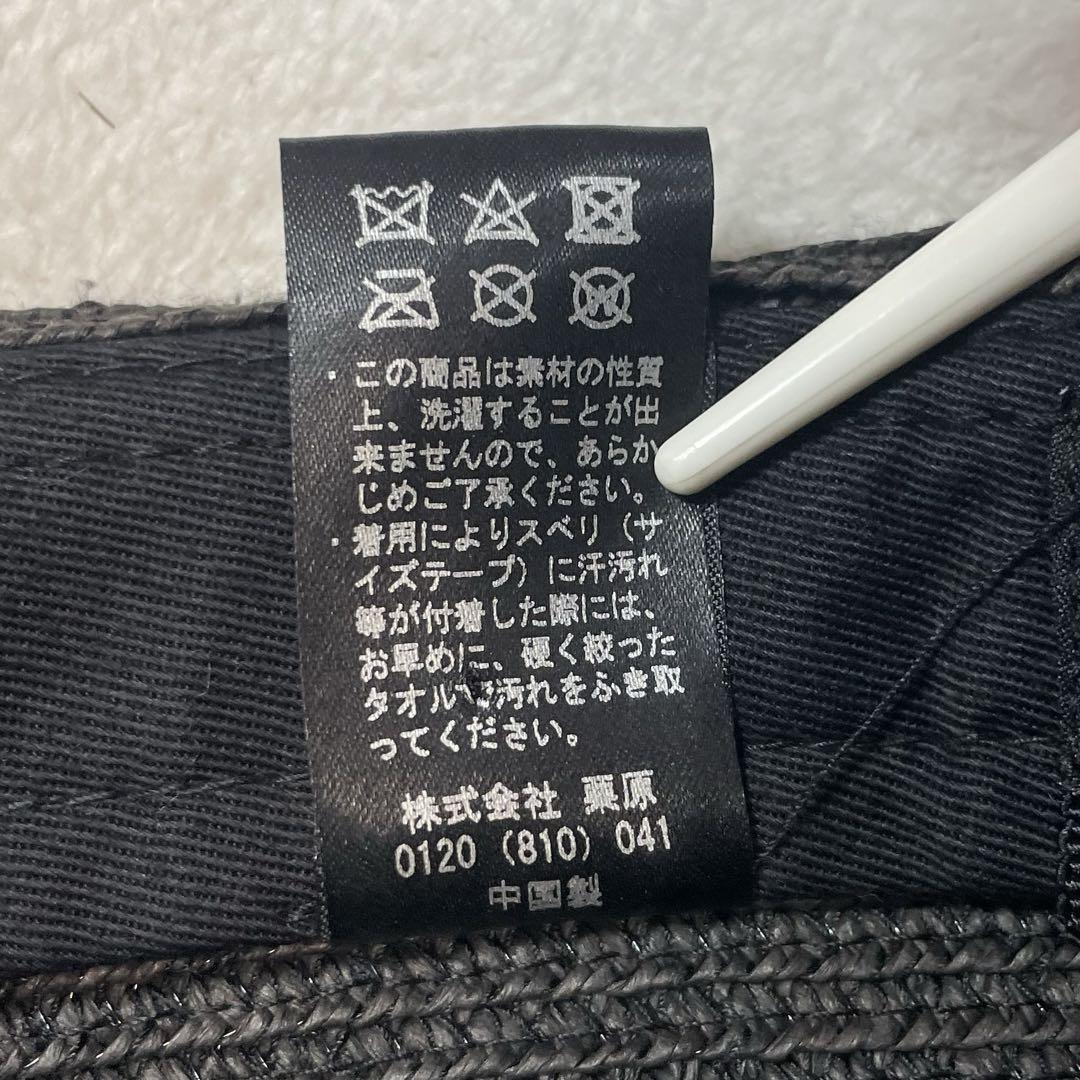 ・この商品は素材の性質
上、洗濯することが出
来ませんので、あらか
じめご了承ください。
・着用によりスベリ（サ
イズテープ）に汗汚れ
等が付着した際には、
お早めに、硬く絞った
タオルで汚れをふき取
ってください。
株式会社 栗原
0120（810）041
中国製